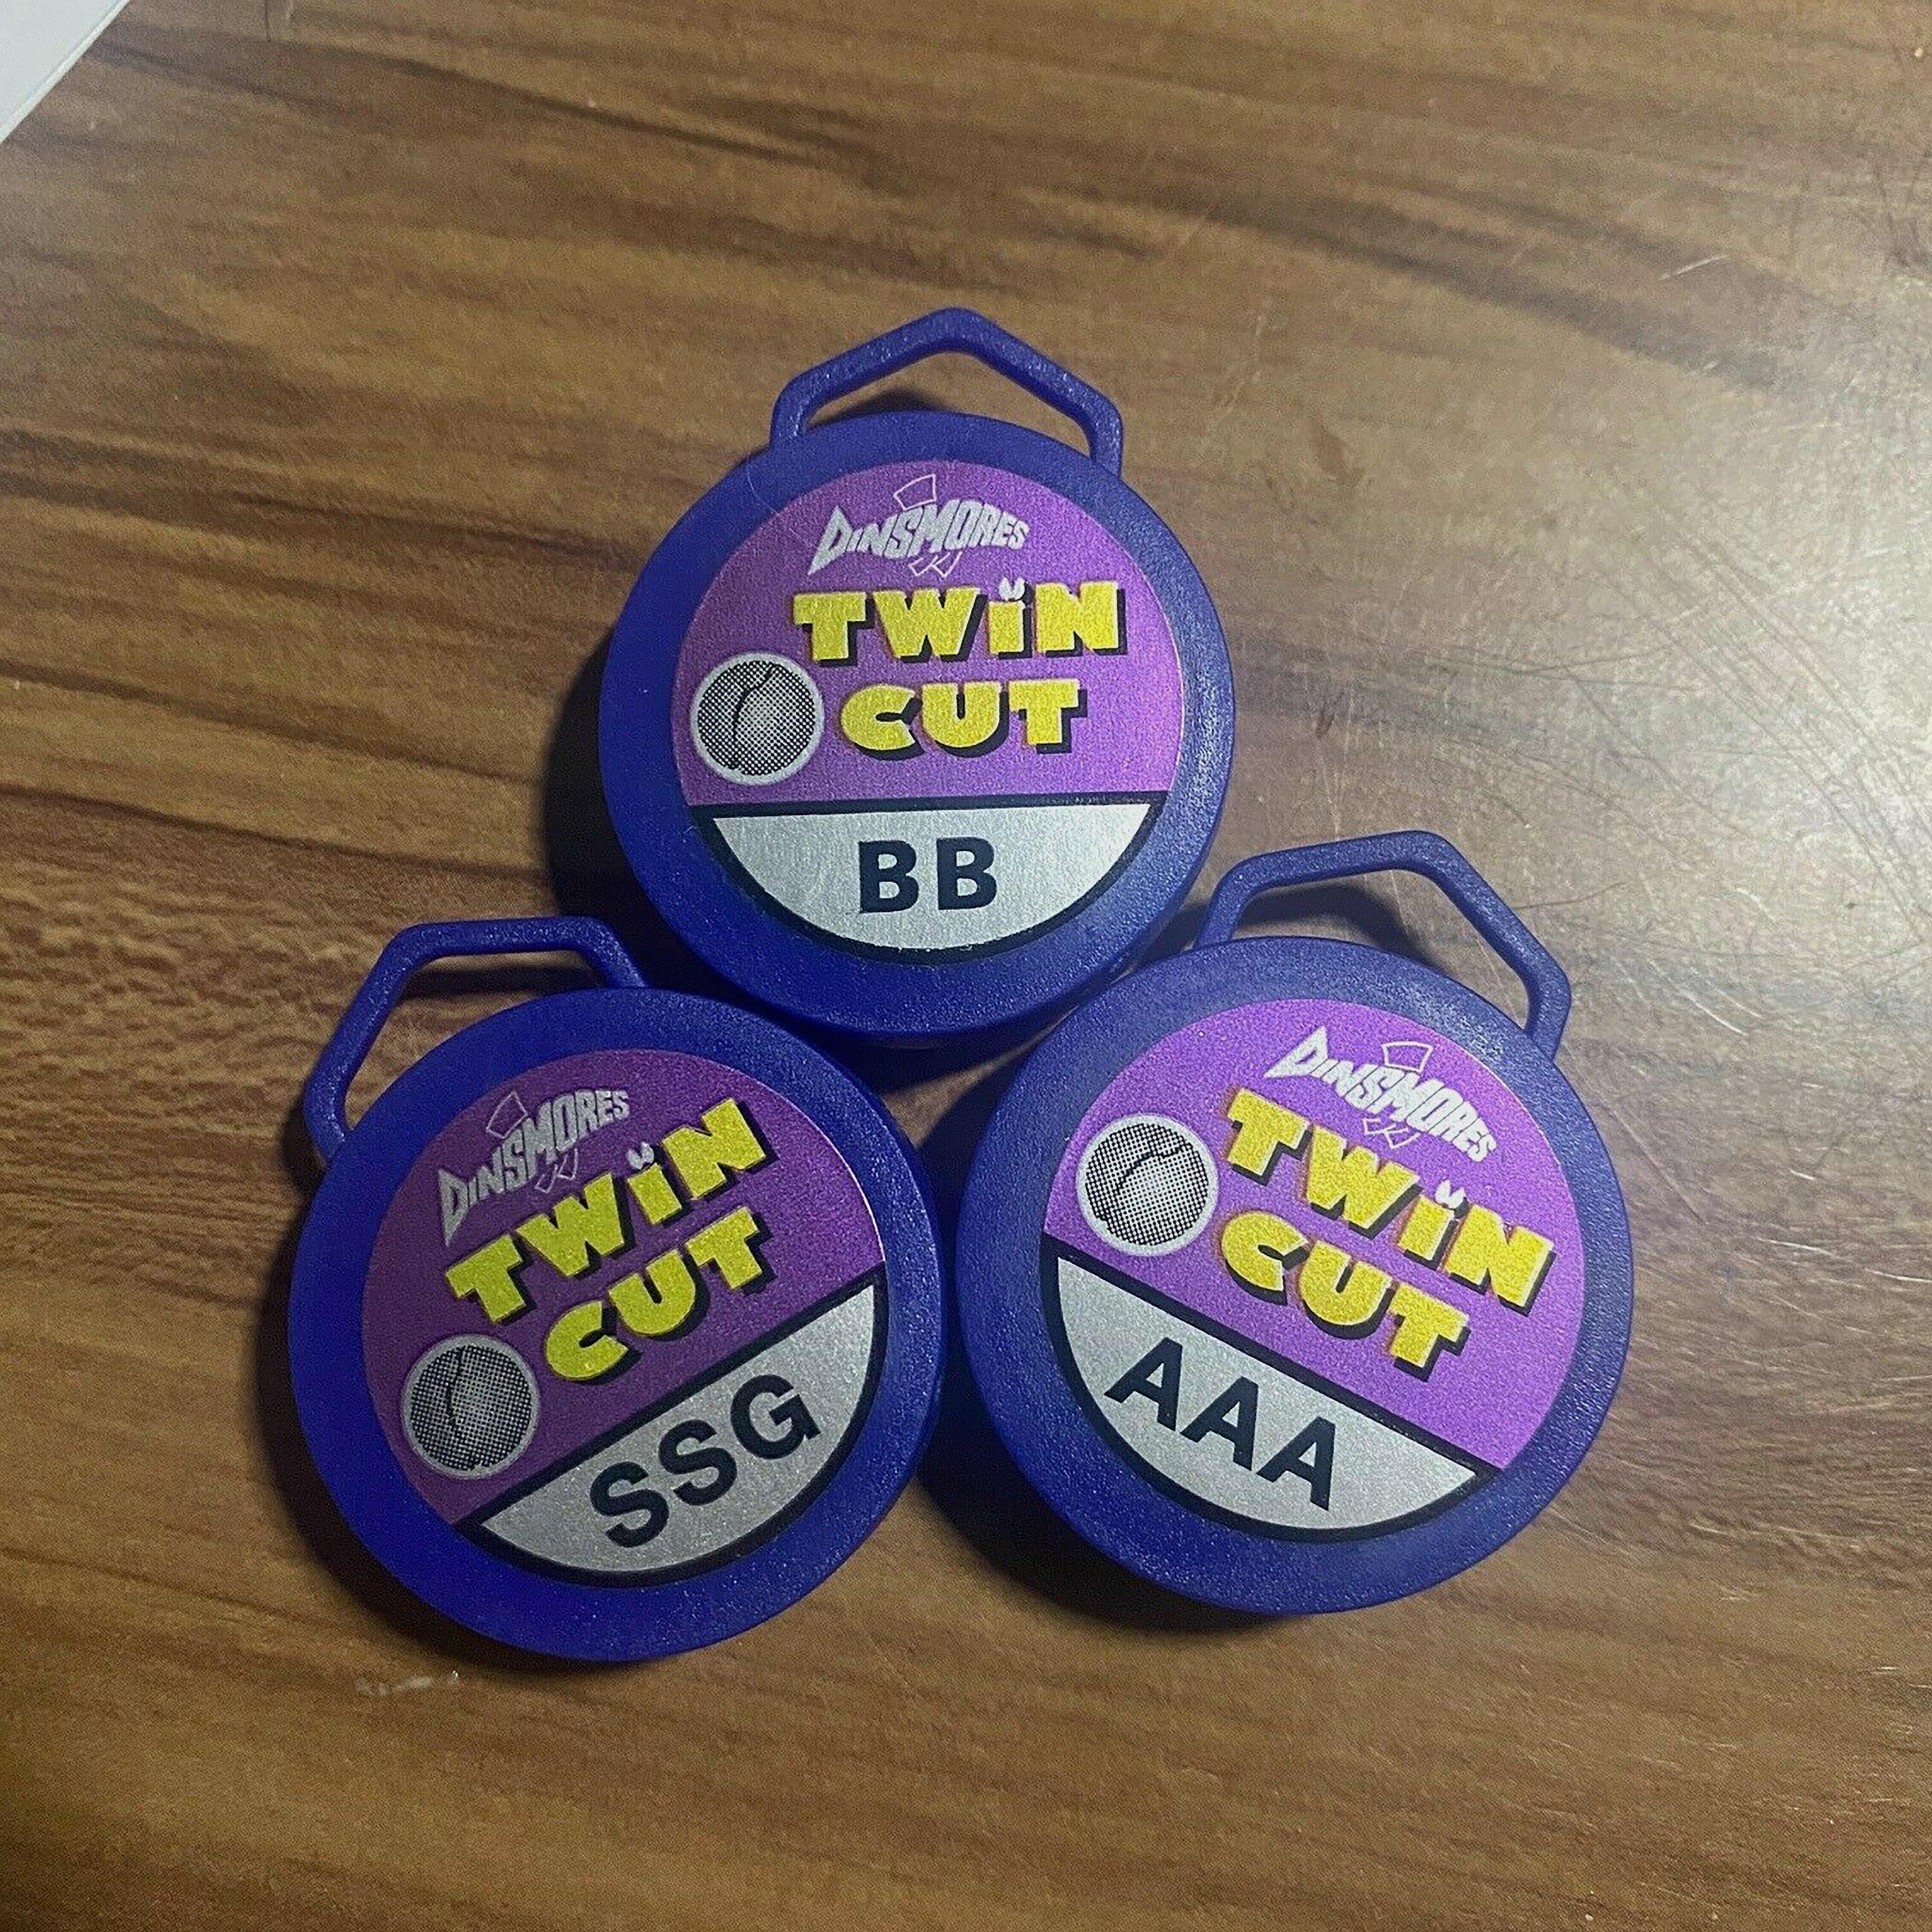 DINSMORES
TWIN
CUT
BB
DINSMORES
TWIN
CUT
SSG
DINSMORES
TWIN
CUT
AAA